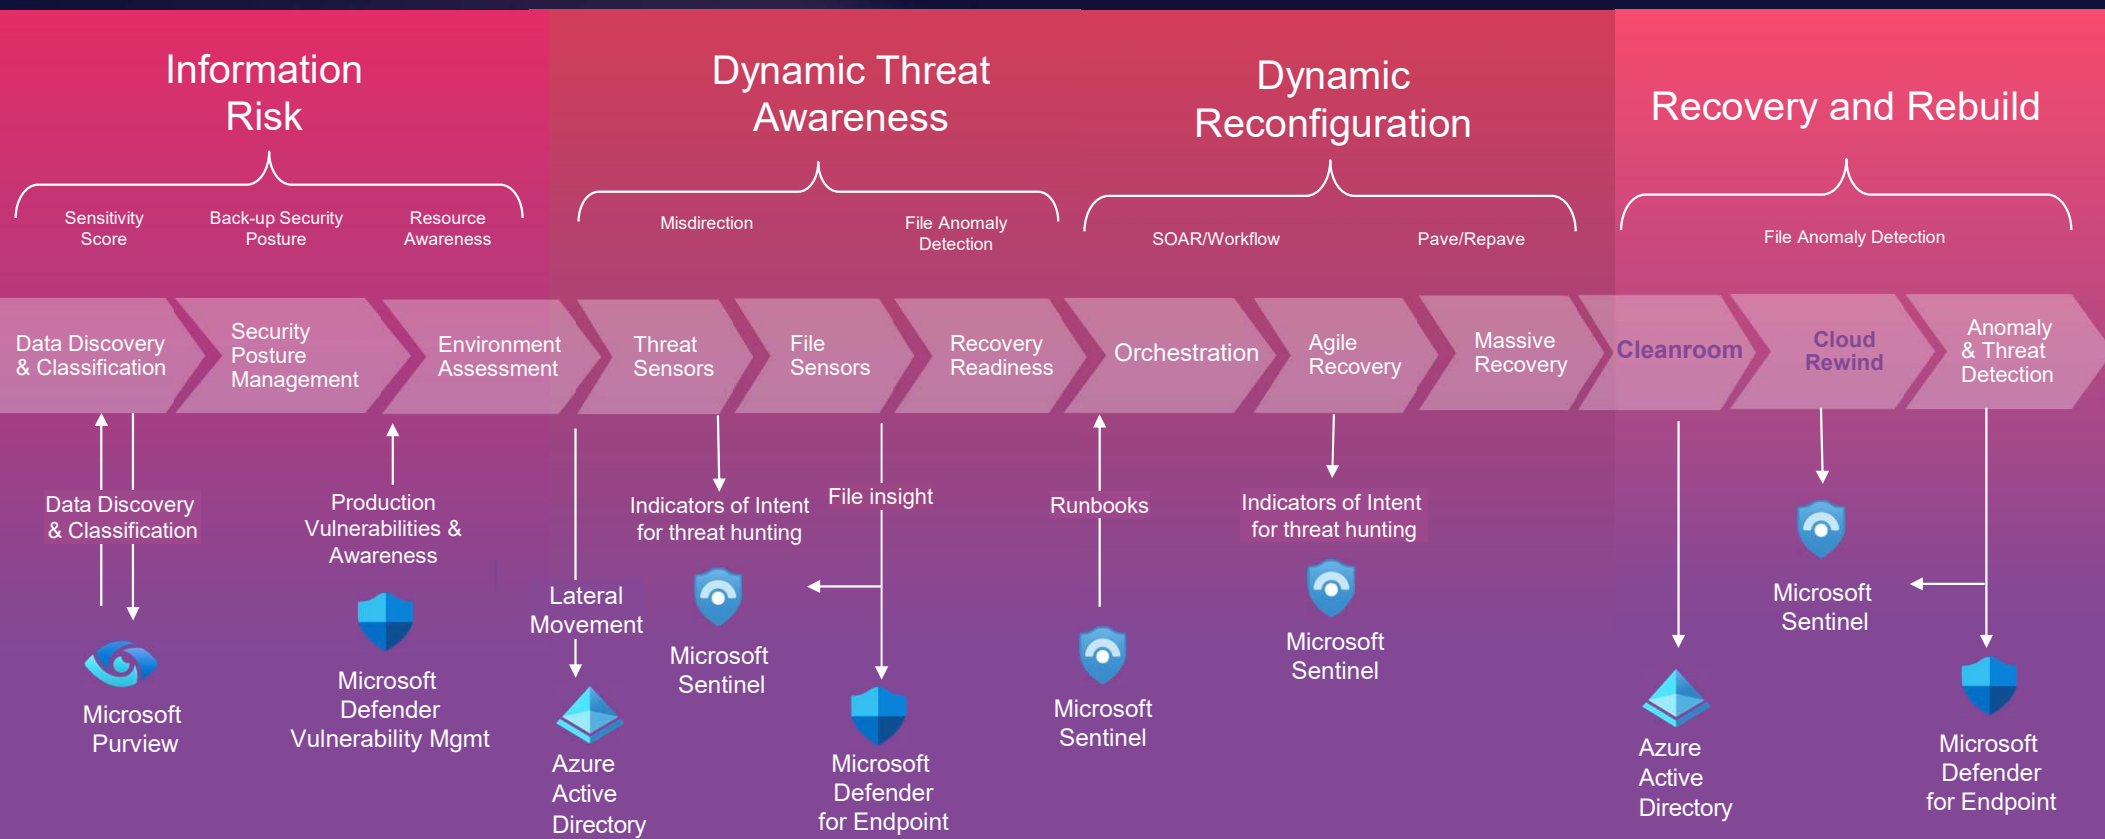 Information
Risk
Dynamic Threat
Awareness
Dynamic
Reconfiguration
Recovery and Rebuild
Sensitivity
Score
Back-up Security
Posture
Resource
Awareness
Misdirection
File Anomaly
Detection
SOAR/Workflow
Pave/Repave
File Anomaly Detection
Data Discovery
& Classification
Security
Posture
Management
Environment
Assessment
Threat
Sensors
File
Sensors
Recovery
Readiness
Orchestration
Agile
Recovery
Massive
Recovery
Cleanroom
Cloud
Rewind
Anomaly
& Threat
Detection
Data Discovery
& Classification
Production
Vulnerabilities &
Awareness
Lateral
Movement
Indicators of Intent
for threat hunting
File insight
Runbooks
Indicators of Intent
for threat hunting
Microsoft
Purview
Microsoft
Defender
Vulnerability Mgmt
Azure
Active
Directory
Microsoft
Sentinel
Microsoft
Defender
for Endpoint
Microsoft
Sentinel
Microsoft
Sentinel
Azure
Active
Directory
Microsoft
Sentinel
Microsoft
Defender
for Endpoint